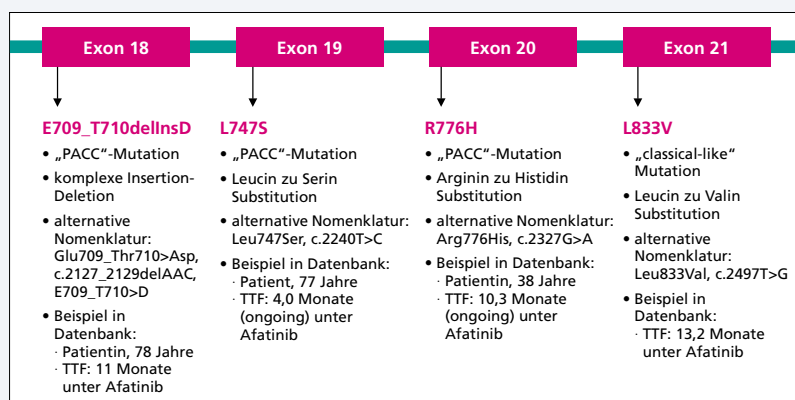 Exon 18
E709_T710delInsD
• „PACC“-Mutation
• komplexe Insertion-
Deletion
• alternative
Nomenklatur:
Glu709_Thr710>Asp,
c.2127_2129delAAC,
E709_T710>D
• Beispiel in
Datenbank:
· Patientin, 78 Jahre
· TTF: 11 Monate
unter Afatinib
Exon 19
L747S
• „PACC“-Mutation
• Leucin zu Serin
Substitution
• alternative Nomenklatur:
Leu747Ser, c.2240T>C
• Beispiel in Datenbank:
· Patient, 77 Jahre
· TTF: 4,0 Monate
(ongoing) unter
Afatinib
Exon 20
R776H
• „PACC“-Mutation
• Arginin zu Histidin
Substitution
• alternative Nomenklatur:
Arg776His, c.2327G>A
• Beispiel in Datenbank:
· Patientin, 38 Jahre
· TTF: 10,3 Monate
(ongoing) unter
Afatinib
Exon 21
L833V
• „classical-like“
Mutation
• Leucin zu Valin
Substitution
• alternative
Nomenklatur:
Leu833Val, c.2497T>G
• Beispiel in
Datenbank:
· TTF: 13,2 Monate
unter Afatinib